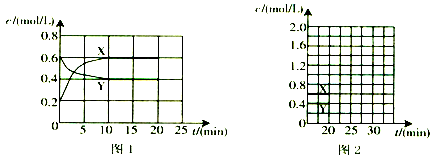 c/(mol/L)
0.8
0.6
0.4
0.2
0
X
Y
5 10 15 20 25 t/(min)
图1
c/(mol/L)
2.0
1.6
1.2
0.8
0.4
0
X
Y
20 25 30 t/(min)
图2